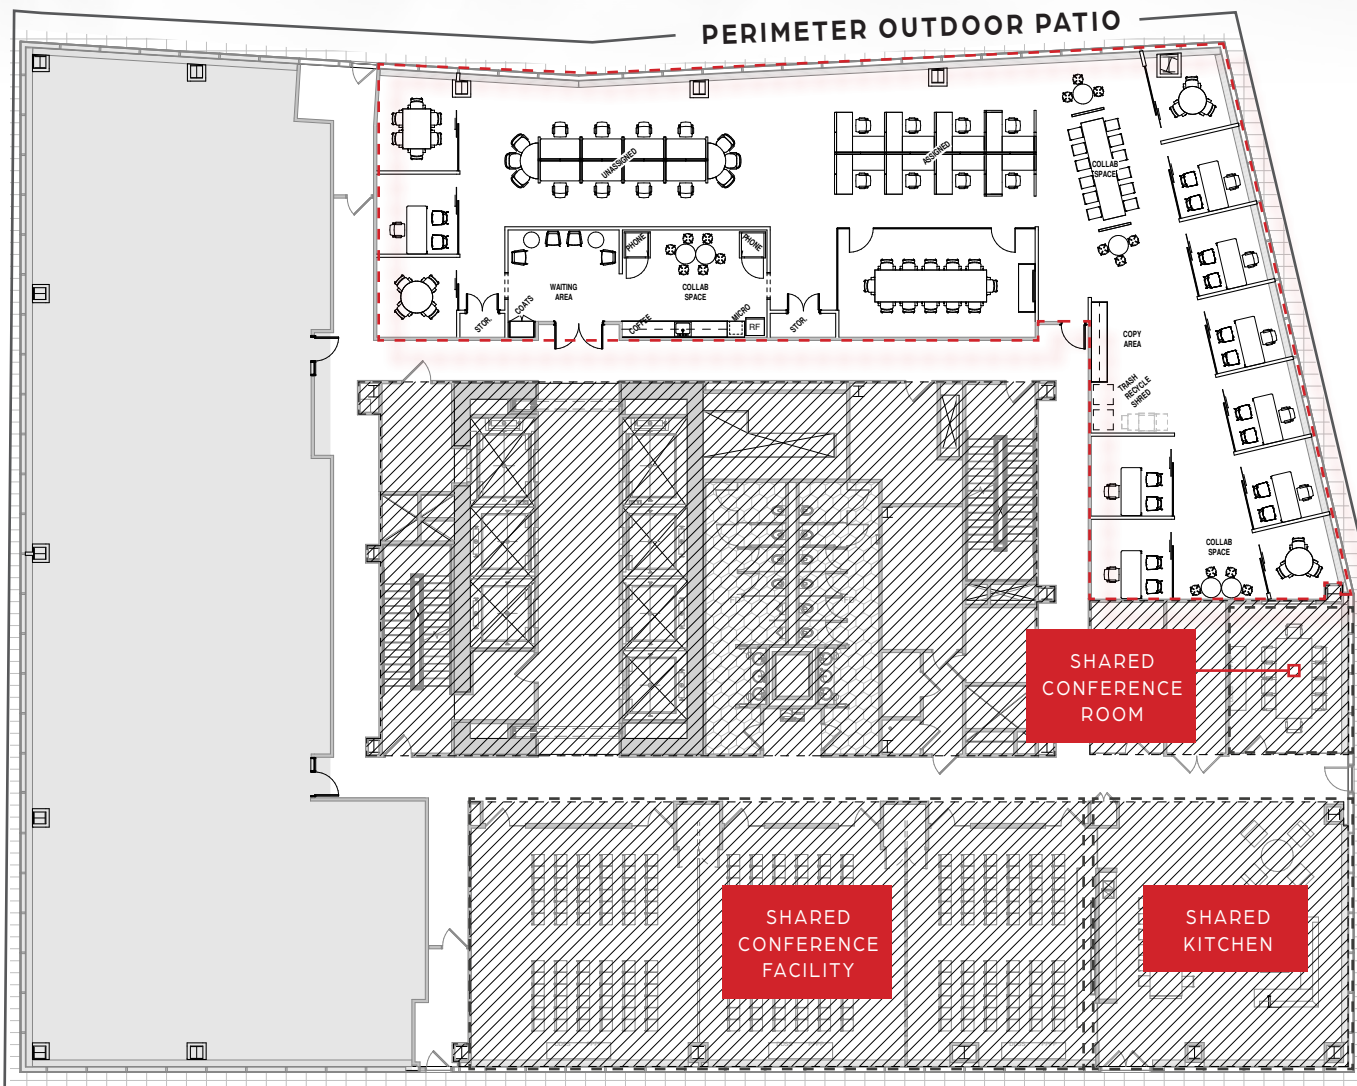 PERIMETER OUTDOOR PATIO
UNASSIGNED
ASSIGNED
COLLAB
SPACE
PHONE
PHONE
WAITING
AREA
COLLAB
SPACE
COATS
STOR.
COFFEE
MICRO
RF
STOR.
COPY
AREA
TRASH
RECYCLE
SHRED
COLLAB
SPACE
SHARED
CONFERENCE
ROOM
SHARED
CONFERENCE
FACILITY
SHARED
KITCHEN